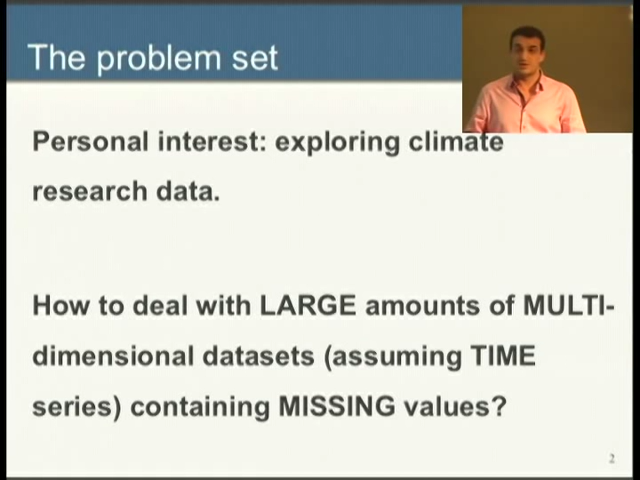 The problem set
Personal interest: exploring climate
research data.
How to deal with LARGE amounts of MULTI-
dimensional datasets (assuming TIME
series) containing MISSING values?
2